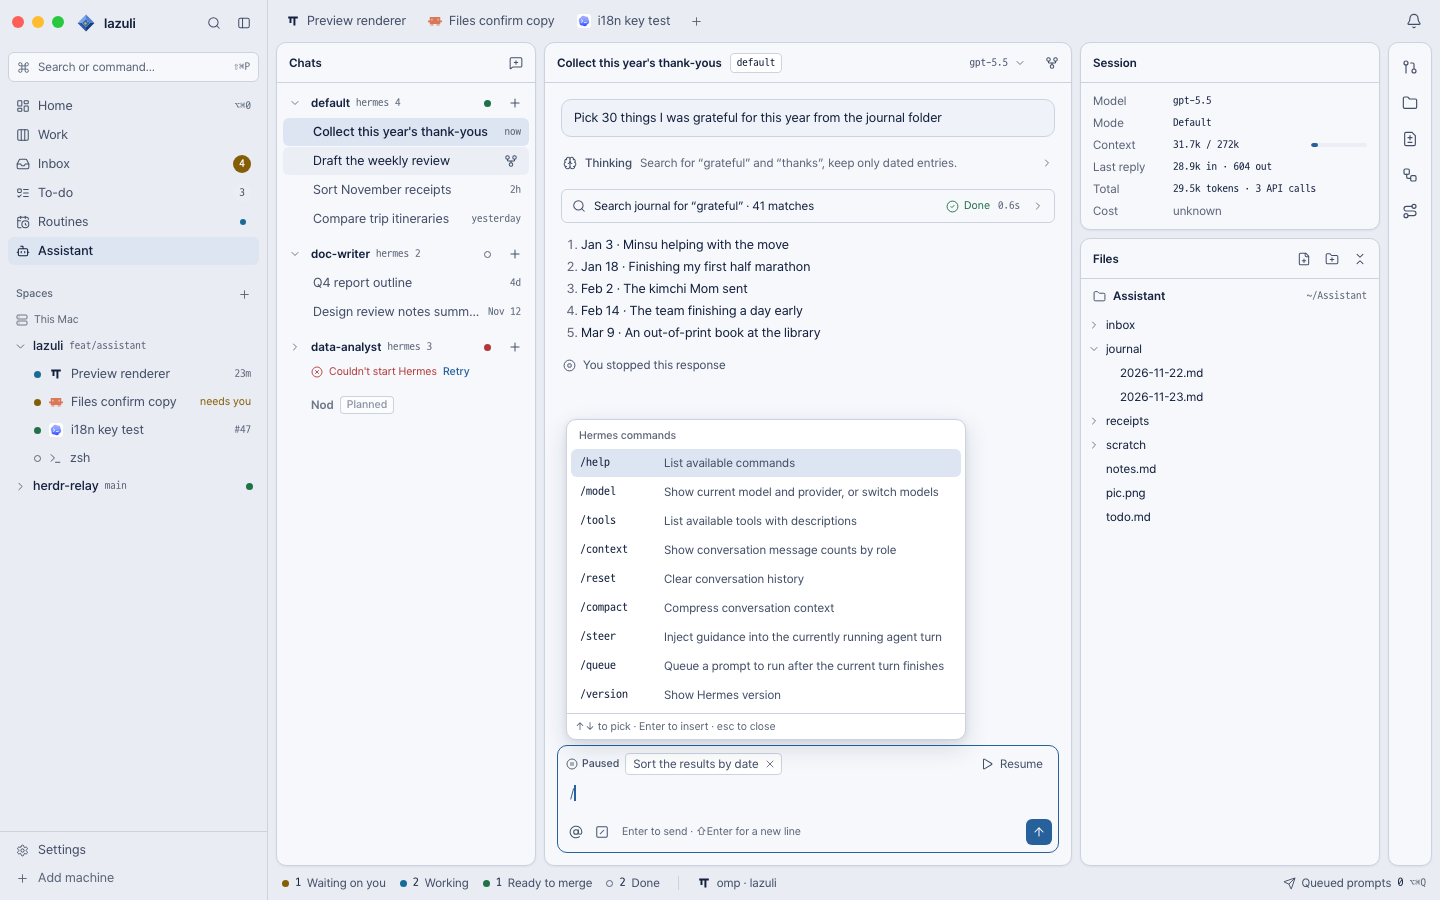 lazuli
Search or command... ⇧⌘P
Home ⌥⌘0
Work
Inbox 4
To-do 3
Routines
Assistant
Spaces
This Mac
lazuli feat/assistant
Preview renderer 23m
Files confirm copy needs you
i18n key test #47
zsh
herdr-relay main
Settings
Add machine
Preview renderer
Files confirm copy
i18n key test
Chats
default hermes 4
Collect this year's thank-yous now
Draft the weekly review
Sort November receipts 2h
Compare trip itineraries yesterday
doc-writer hermes 2
Q4 report outline 4d
Design review notes summ... Nov 12
data-analyst hermes 3
Couldn't start Hermes Retry
Nod Planned
Collect this year's thank-yous default gpt-5.5
Pick 30 things I was grateful for this year from the journal folder
Thinking Search for “grateful” and “thanks”, keep only dated entries.
Search journal for “grateful” · 41 matches Done 0.6s
1. Jan 3 · Minsu helping with the move
2. Jan 18 · Finishing my first half marathon
3. Feb 2 · The kimchi Mom sent
4. Feb 14 · The team finishing a day early
5. Mar 9 · An out-of-print book at the library
You stopped this response
Hermes commands
/help List available commands
/model Show current model and provider, or switch models
/tools List available tools with descriptions
/context Show conversation message counts by role
/reset Clear conversation history
/compact Compress conversation context
/steer Inject guidance into the currently running agent turn
/queue Queue a prompt to run after the current turn finishes
/version Show Hermes version
↑↓ to pick · Enter to insert · esc to close
Paused Sort the results by date Resume
/
Enter to send · ⇧Enter for a new line
Session
Model gpt-5.5
Mode Default
Context 31.7k / 272k
Last reply 28.9k in · 604 out
Total 29.5k tokens · 3 API calls
Cost unknown
Files
Assistant ~/Assistant
inbox
journal
2026-11-22.md
2026-11-23.md
receipts
scratch
notes.md
pic.png
todo.md
1 Waiting on you 2 Working 1 Ready to merge 2 Done omp · lazuli Queued prompts 0 ⌥⌘Q